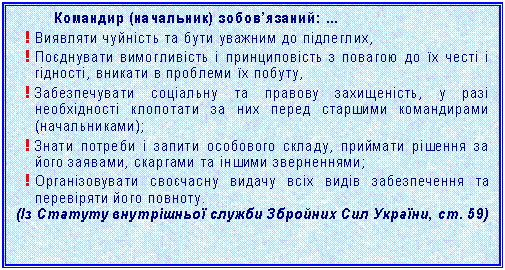 Командир (начальник) зобов'язаний: ...
! Виявляти чуйність та бути уважним до підлеглих,
! Поєднувати вимогливість і принциповість з повагою до їх честі і
гідності, вникати в проблеми їх побуту,
! Забезпечувати соціальну та правову захищеність, у разі
необхідності клопотати за них перед старшими командирами
(начальниками);
! Знати потреби і запити особового складу, приймати рішення за
його заявами, скаргами та іншими зверненнями;
! Організовувати своєчасну видачу всіх видів забезпечення та
перевіряти його повноту.
(Із Статуту внутрішньої служби Збройних Сил України, ст. 59)